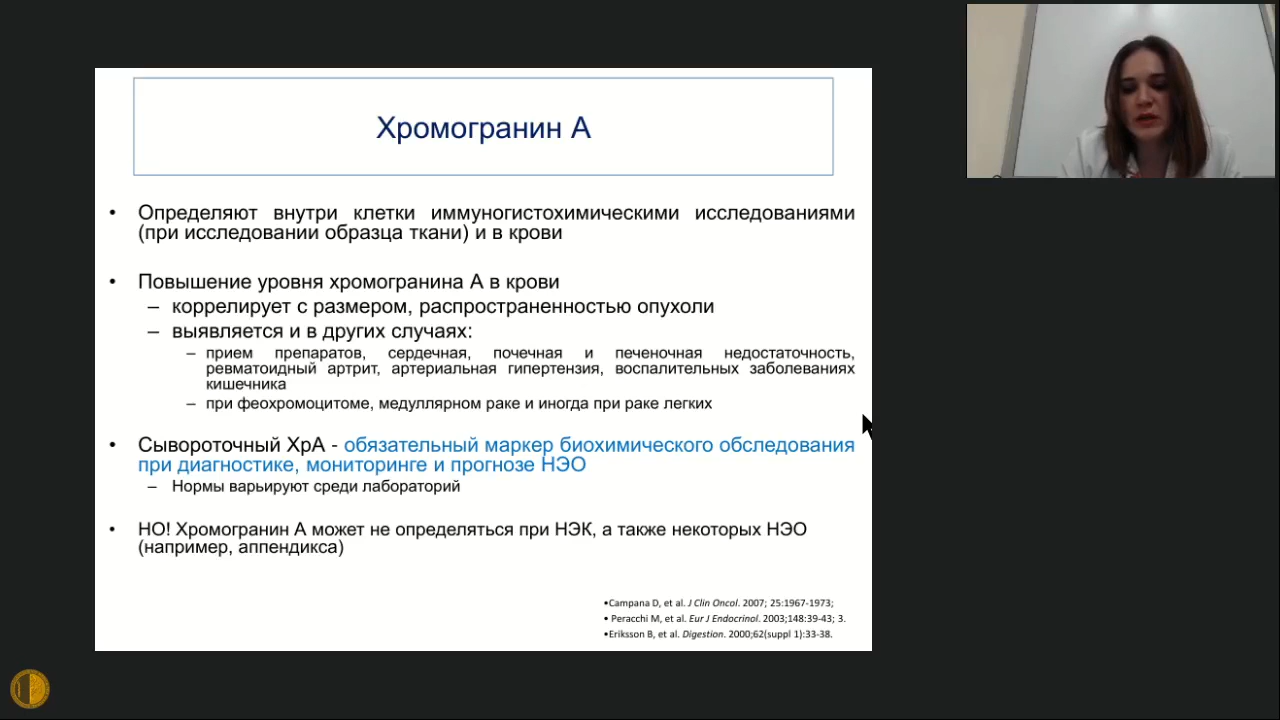 Хромогранин А
• Определяют внутри клетки иммуногистохимическими исследованиями
(при исследовании образца ткани) и в крови
• Повышение уровня хромогранина А в крови
– коррелирует с размером, распространенностью опухоли
– выявляется и в других случаях:
– прием препаратов, сердечная, почечная и печеночная недостаточность,
ревматоидный артрит, артериальная гипертензия, воспалительных заболеваниях
кишечника
– при феохромоцитоме, медуллярном раке и иногда при раке легких
• Сывороточный ХрА - обязательный маркер биохимического обследования
при диагностике, мониторинге и прогнозе НЭО
– Нормы варьируют среди лабораторий
• НО! Хромогранин А может не определяться при НЭК, а также некоторых НЭО
(например, аппендикса)
•Campana D, et al. J Clin Oncol. 2007; 25:1967-1973;
• Peracchi M, et al. Eur J Endocrinol. 2003;148:39-43; 3.
•Eriksson B, et al. Digestion. 2000;62(suppl 1):33-38.